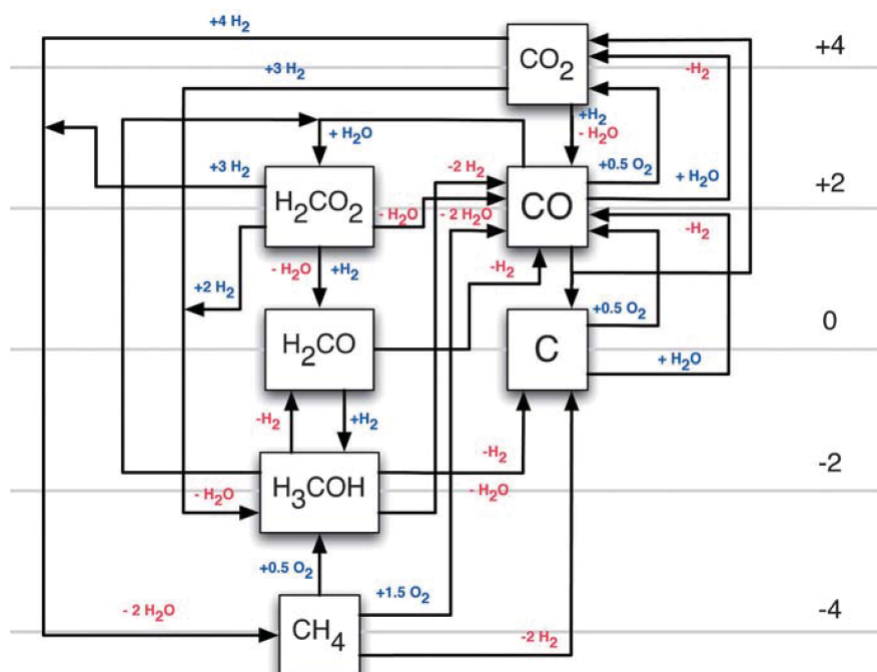 +4 H2
CO2
+4
+3 H2
-H2
+H2
- H2O
+ H2O
+3 H2
-2 H2
+0.5 O2
+ H2O
+2
H2CO2
- H2O
- 2 H2O
CO
-H2
- H2O
+H2
-H2
+2 H2
+0.5 O2
0
H2CO
C
+ H2O
-H2
+H2
-H2
-2
- H2O
H3COH
- H2O
+0.5 O2
+1.5 O2
- 2 H2O
-4
CH4
-2 H2